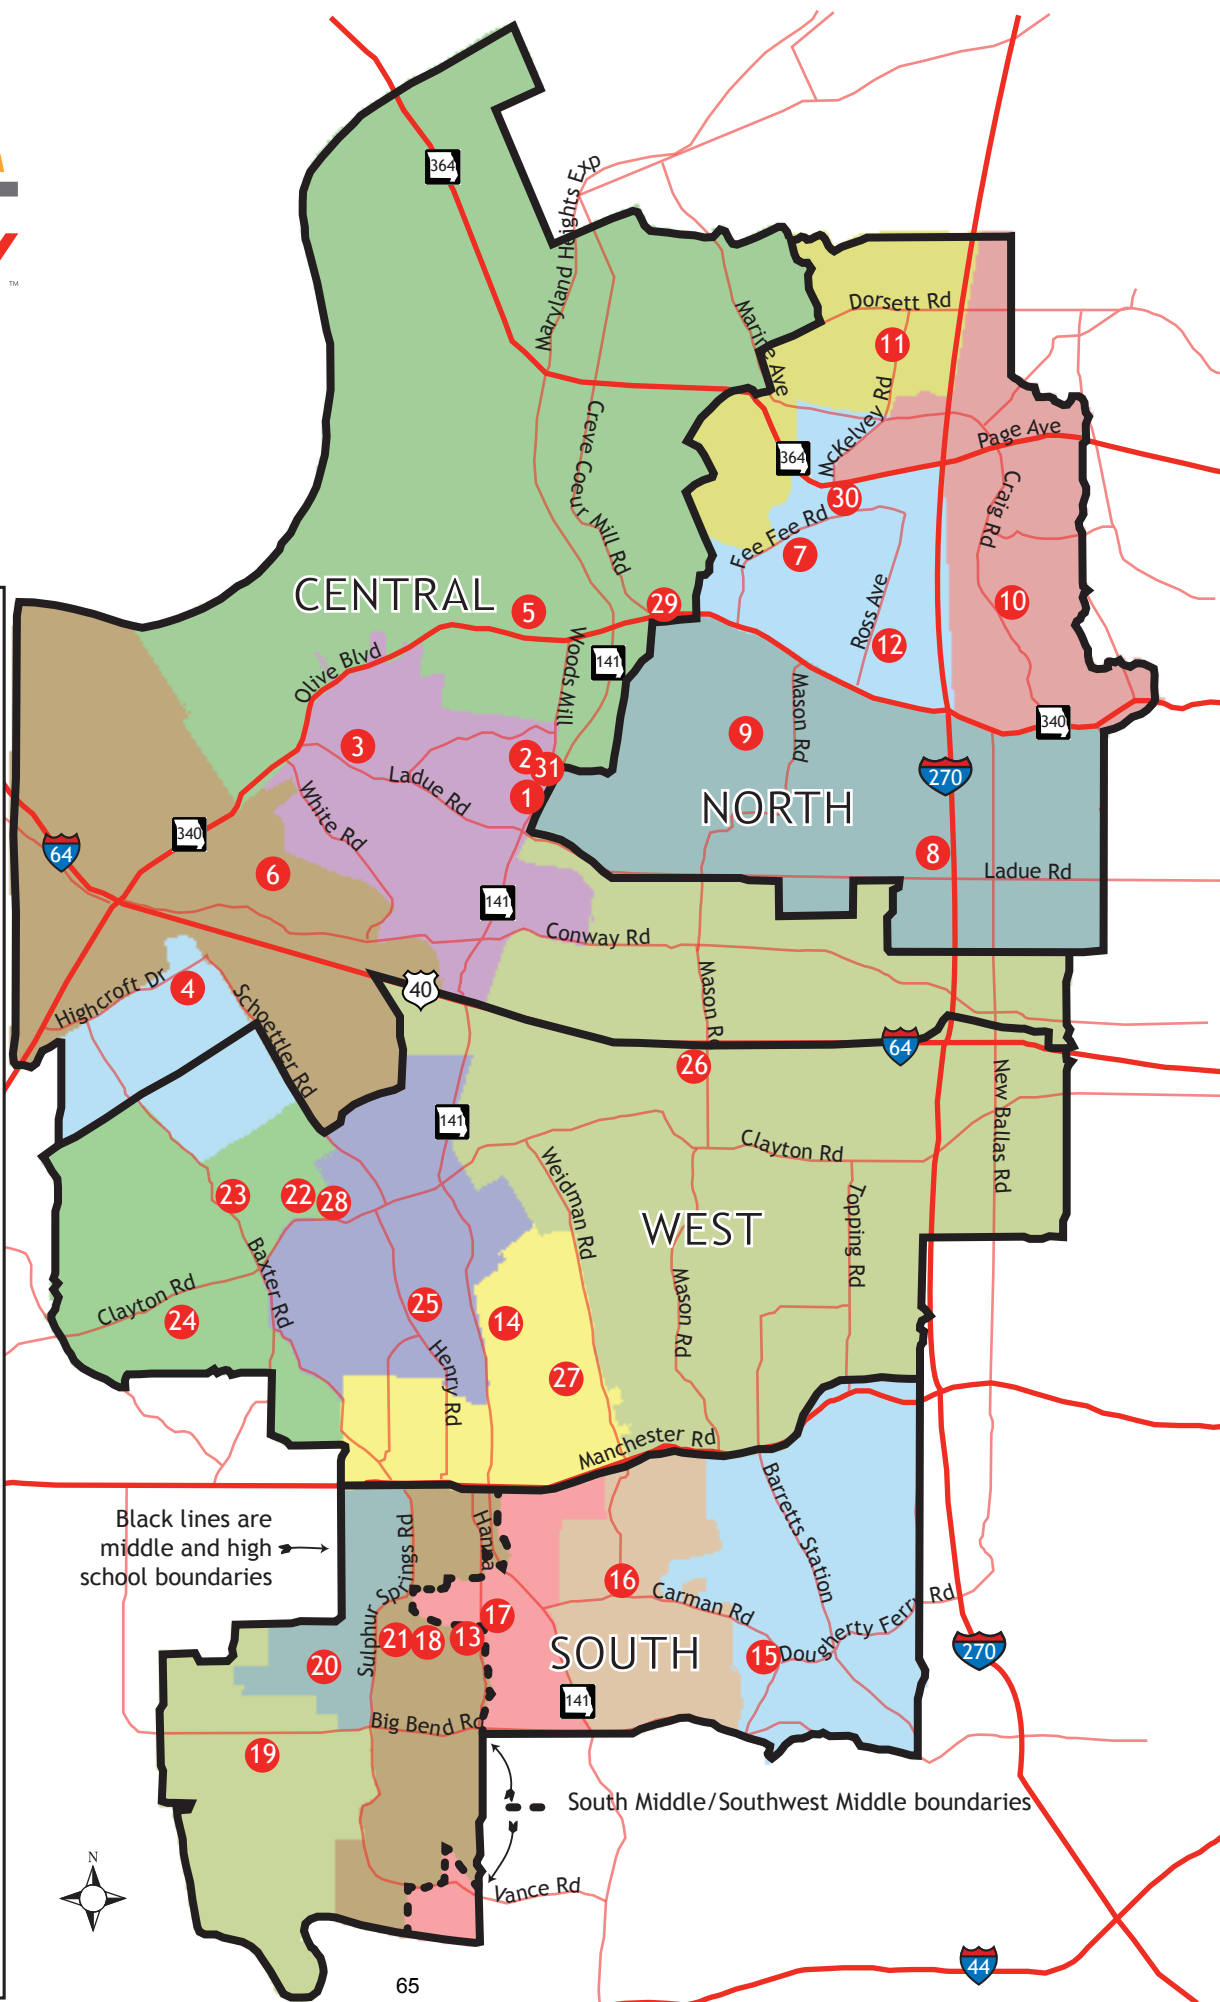 364
Maryland Heights Exp
TM
Dorsett Rd
Marine Ave
11
McKelvey Rd
Creve Coeur Mill Rd
Page Ave
364
Craig Rd
30
Fee Fee Rd
7
CENTRAL
5
29
10
Ross Ave
12
Olive Blvd
Woods Mill
141
Mason Rd
340
3
2
31
9
1
Ladue Rd
White Rd
270
NORTH
340
64
8
Ladue Rd
6
141
Conway Rd
Highcroft Dr
4
Schoettler Rd
40
Mason Rd
64
26
New Ballas Rd
141
Clayton Rd
Weidman Rd
23
22
28
Topping Rd
WEST
Baxter Rd
Clayton Rd
24
25
14
Mason Rd
Henry Rd
27
Manchester Rd
Black lines are
middle and high
school boundaries
Sulphur Springs Rd
Hanna
Barretts Station
16
Carman Rd
Dougherty Ferry Rd
17
21
18
13
SOUTH
15
20
270
141
Big Bend Rd
19
South Middle/Southwest Middle boundaries
N
Vance Rd
44
65